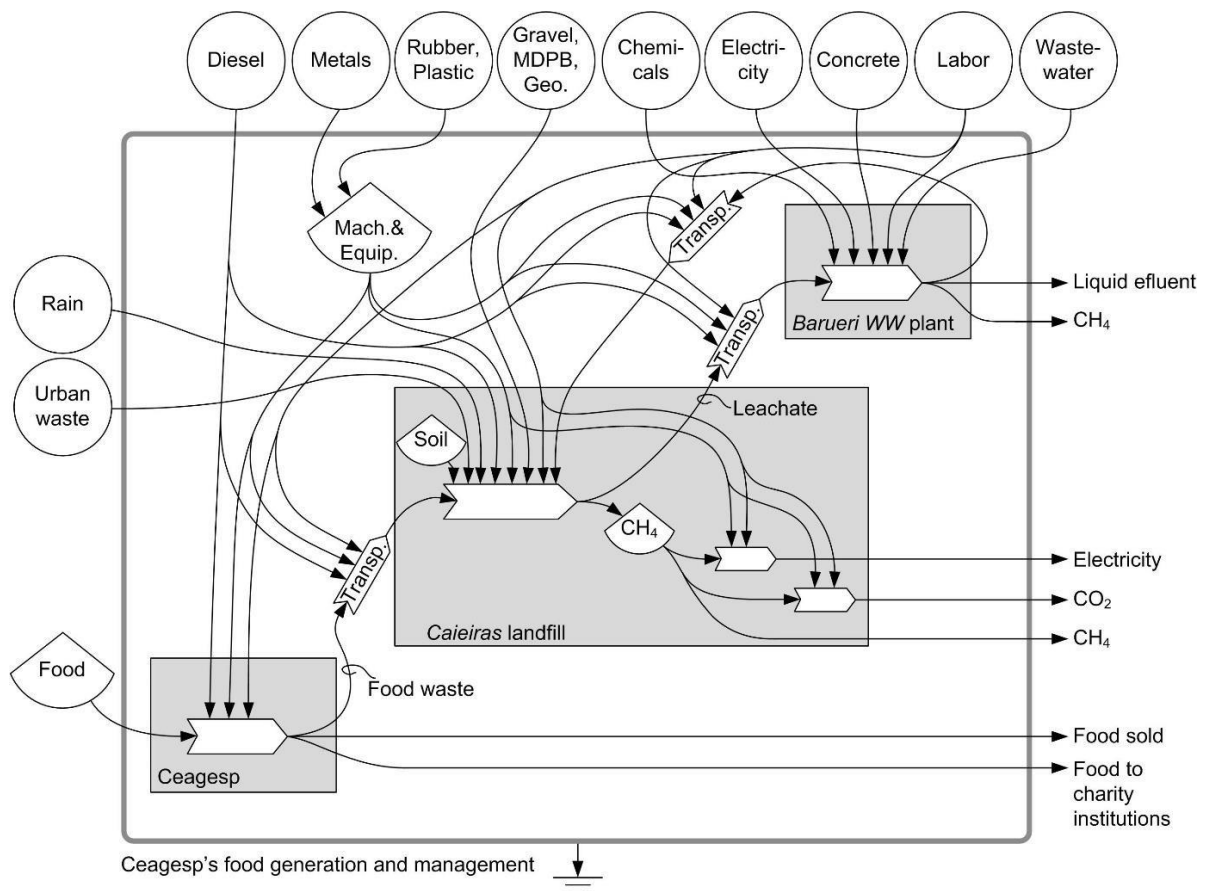 Diesel
Metals
Rubber,
Plastic
Gravel,
MDPB,
Geo.
Chemi-
cals
Electri-
city
Concrete
Labor
Waste-
water
Mach.&
Equip.
Transp.
Rain
Liquid efluent
CH₄
Barueri WW plant
Transp.
Urban
waste
Leachate
Soil
CH₄
Transp.
Electricity
CO₂
CH₄
Caieiras landfill
Food
Food waste
Food sold
Ceagesp
Food to
charity
institutions
Ceagesp's food generation and management